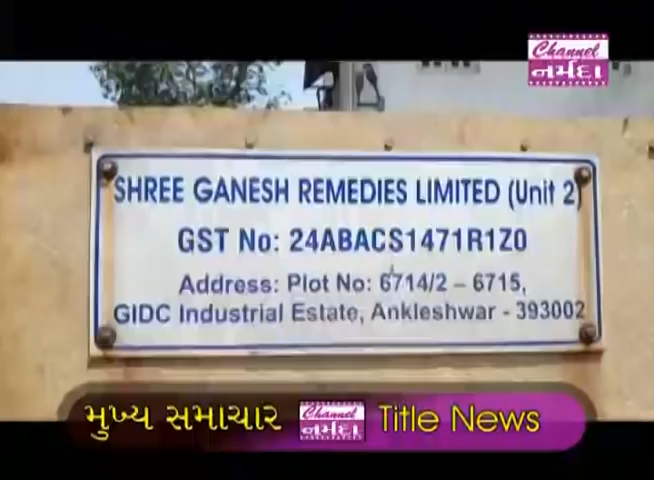 Channel
નર્મદા
SHREE GANESH REMEDIES LIMITED (Unit 2)
GST No: 24ABACS1471R1Z0
Address: Plot No: 6714/2 – 6715,
GIDC Industrial Estate, Ankleshwar - 393002
મુખ્ય સમાચાર Channel નર્મદા Title News